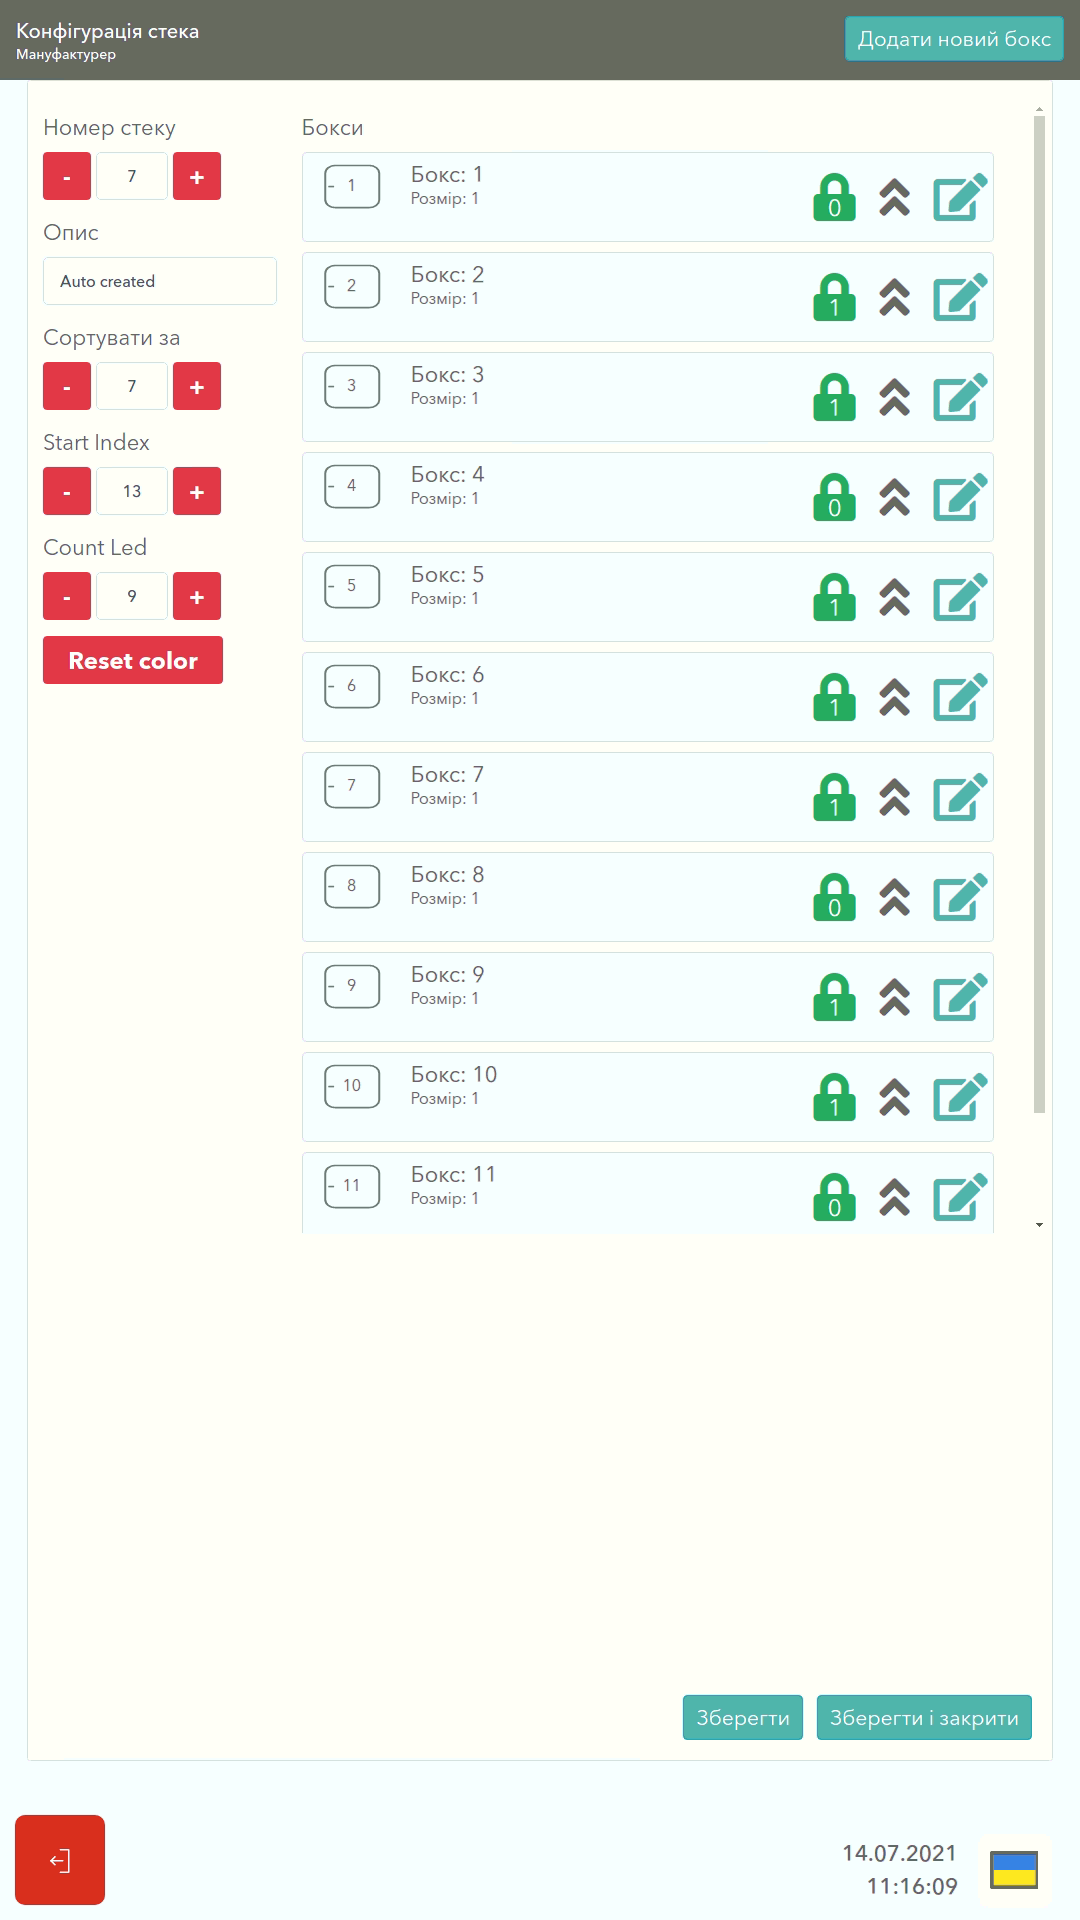 Конфігурація стека
Мануфактурер
Додати новий бокс
Номер стеку
- 7 +
Опис
Auto created
Сортувати за
- 7 +
Start Index
- 13 +
Count Led
- 9 +
Reset color
Бокси
1
Бокс: 1
Розмір: 1
0
2
Бокс: 2
Розмір: 1
1
3
Бокс: 3
Розмір: 1
1
4
Бокс: 4
Розмір: 1
0
5
Бокс: 5
Розмір: 1
1
6
Бокс: 6
Розмір: 1
1
7
Бокс: 7
Розмір: 1
1
8
Бокс: 8
Розмір: 1
0
9
Бокс: 9
Розмір: 1
1
10
Бокс: 10
Розмір: 1
1
11
Бокс: 11
Розмір: 1
0
Зберегти
Зберегти і закрити
14.07.2021
11:16:09